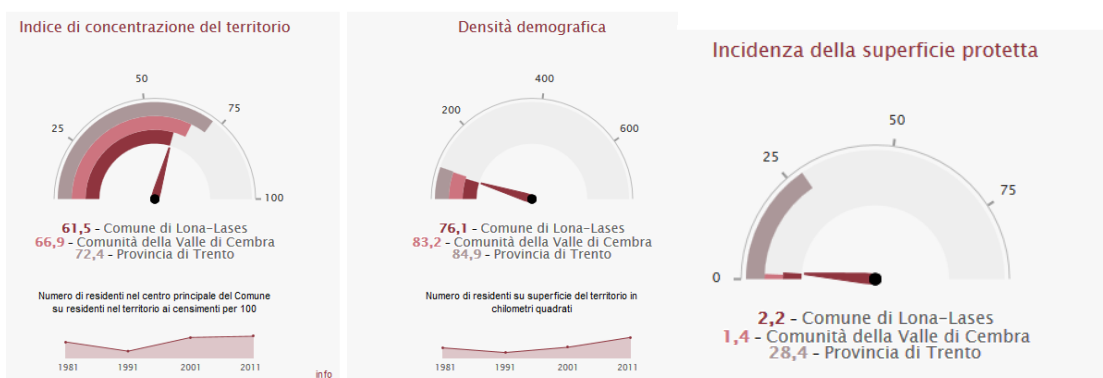 Indice di concentrazione del territorio
50
25
75
100
61,5 - Comune di Lona-Lases
66,9 - Comunità della Valle di Cembra
72,4 - Provincia di Trento
Numero di residenti nel centro principale del Comune
su residenti nel territorio ai censimenti per 100
1981 1991 2001 2011
info
Densità demografica
400
200
600
76,1 - Comune di Lona-Lases
83,2 - Comunità della Valle di Cembra
84,9 - Provincia di Trento
Numero di residenti su superficie del territorio in
chilometri quadrati
1981 1991 2001 2011
Incidenza della superficie protetta
50
25
75
0
2,2 - Comune di Lona-Lases
1,4 - Comunità della Valle di Cembra
28,4 - Provincia di Trento